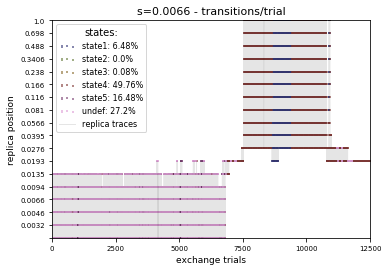 s=0.0066 - transitions/trial
states:
state1: 6.48%
state2: 0.0%
state3: 0.08%
state4: 49.76%
state5: 16.48%
undef: 27.2%
replica traces
replica position
1.0
0.698
0.488
0.3406
0.238
0.166
0.116
0.081
0.0566
0.0395
0.0276
0.0193
0.0135
0.0094
0.0066
0.0046
0.0032
0 2500 5000 7500 10000 12500
exchange trials